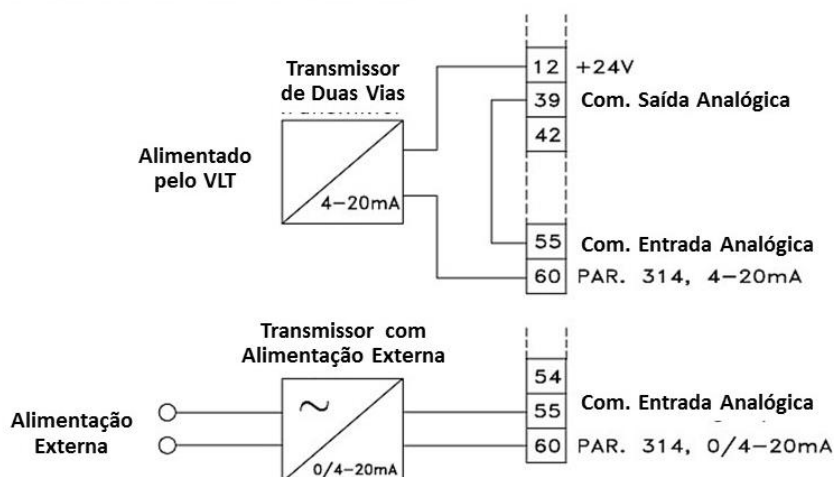 Transmissor
de Duas Vias
Alimentado
pelo VLT
4-20mA
12 +24V
39 Com. Saída Analógica
42
55 Com. Entrada Analógica
60 PAR. 314, 4-20mA
Transmissor com
Alimentação Externa
Alimentação
Externa
~
0/4-20mA
54
55 Com. Entrada Analógica
60 PAR. 314, 0/4-20mA